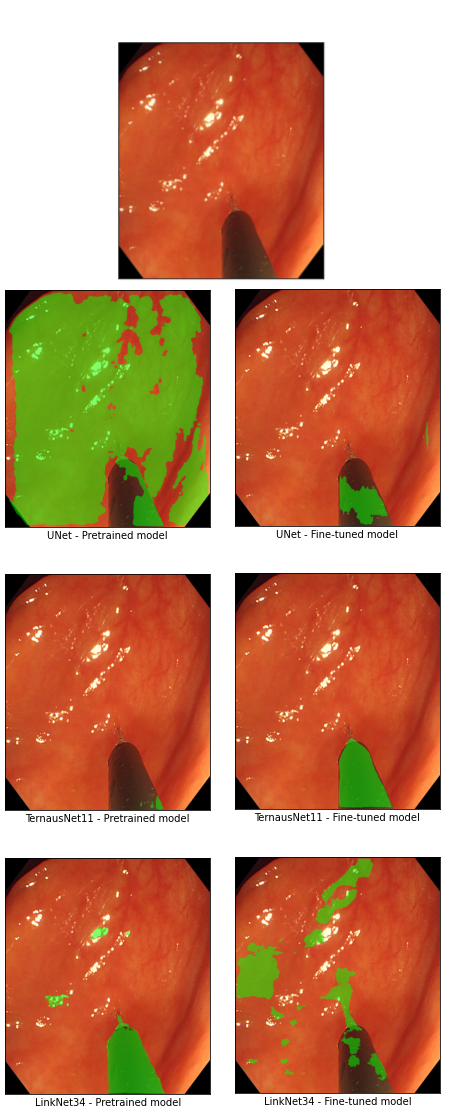 UNet - Pretrained model
UNet - Fine-tuned model
TernausNet11 - Pretrained model
TernausNet11 - Fine-tuned model
LinkNet34 - Pretrained model
LinkNet34 - Fine-tuned model